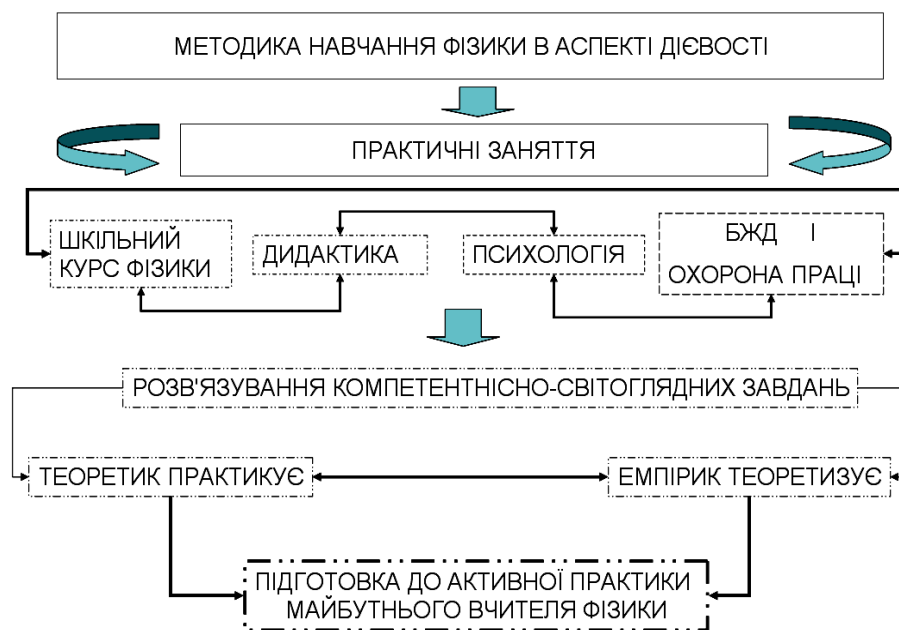 МЕТОДИКА НАВЧАННЯ ФІЗИКИ В АСПЕКТІ ДІЄВОСТІ
ПРАКТИЧНІ ЗАНЯТТЯ
ШКІЛЬНИЙ
КУРС ФІЗИКИ
ДИДАКТИКА
ПСИХОЛОГІЯ
БЖД І
ОХОРОНА ПРАЦІ
РОЗВ'ЯЗУВАННЯ КОМПЕТЕНТНІСНО-СВІТОГЛЯДНИХ ЗАВДАНЬ
ТЕОРЕТИК ПРАКТИКУЄ
ЕМПІРИК ТЕОРЕТИЗУЄ
ПІДГОТОВКА ДО АКТИВНОЇ ПРАКТИКИ
МАЙБУТНЬОГО ВЧИТЕЛЯ ФІЗИКИ